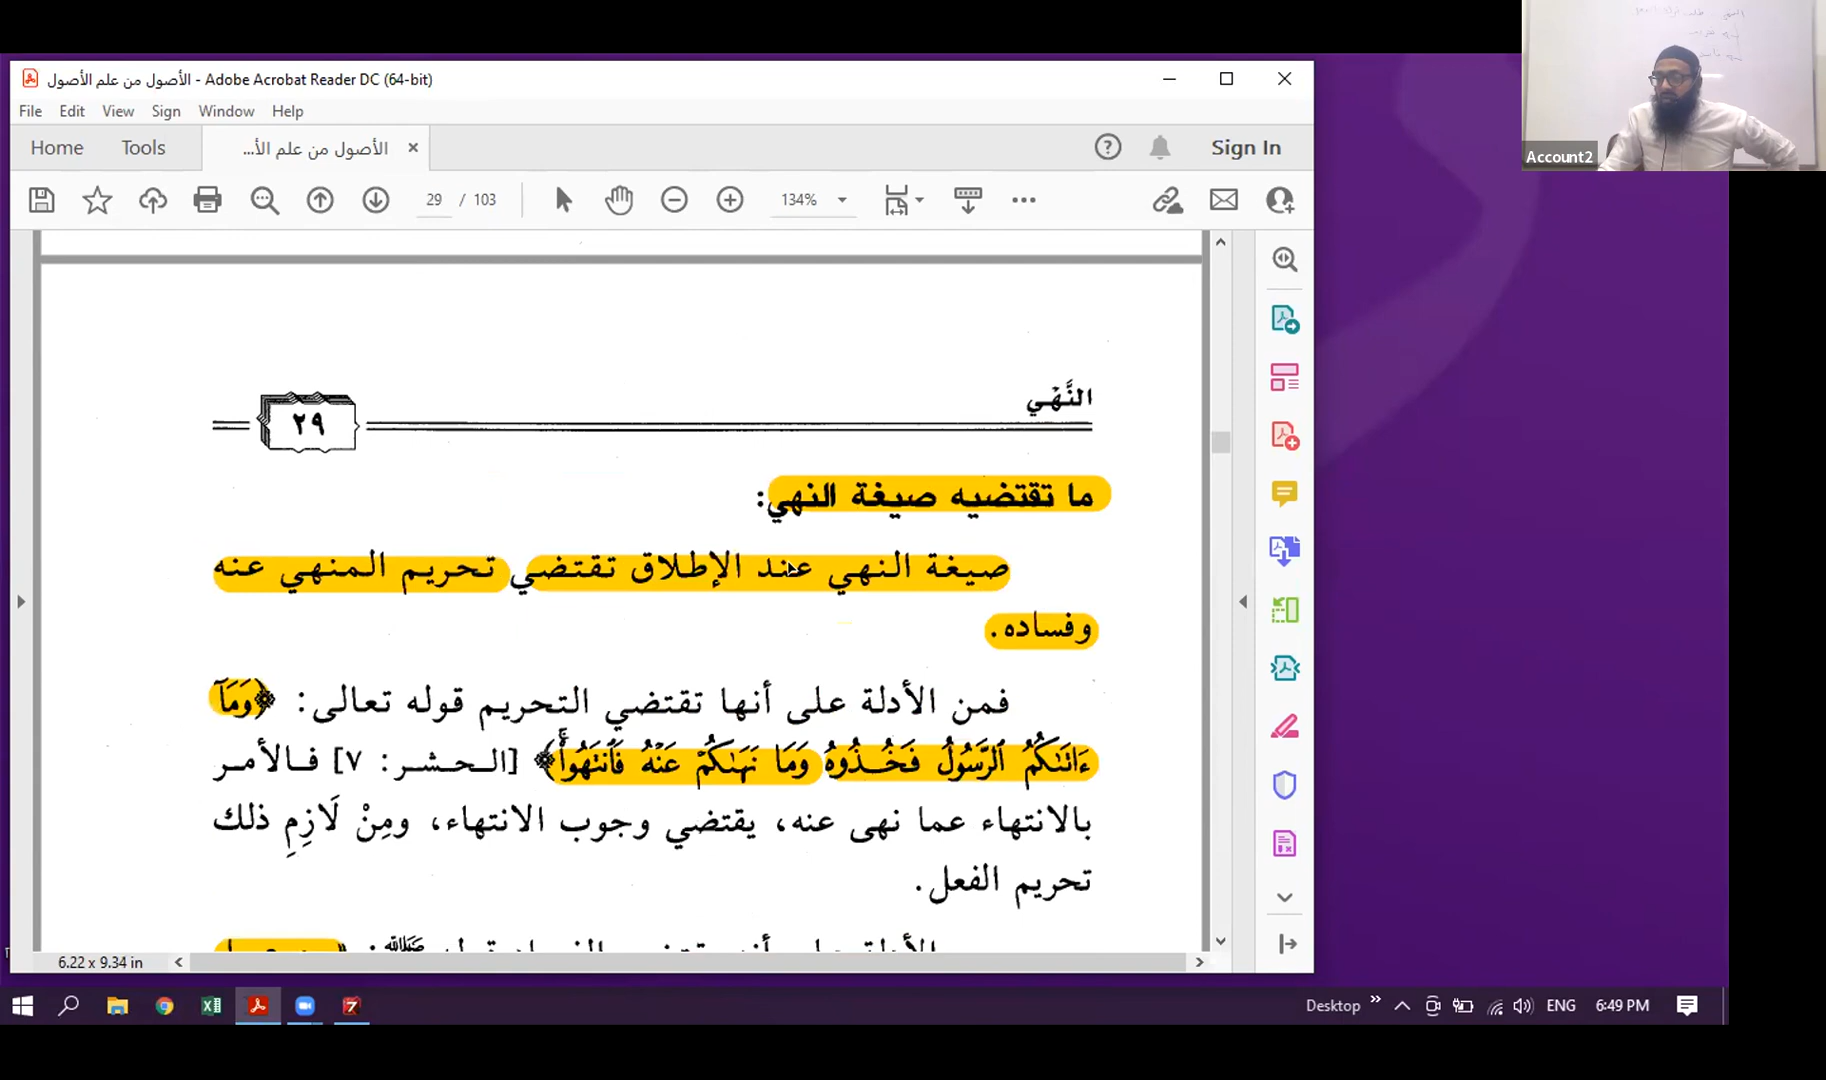 Account2
الأصول من علم الأصول - Adobe Acrobat Reader DC (64-bit)
File Edit View Sign Window Help
Home Tools الأصول من علم الأ... Sign In
29 / 103 134%
النَّهْي
٢٩
ما تقتضيه صيغة النهي:
صيغة النهي عند الإطلاق تقتضي تحريم المنهي عنه
وفساده.
فمن الأدلة على أنها تقتضي التحريم قوله تعالى: ﴿وَمَآ
ءَاتَىٰكُمُ ٱلرَّسُولُ فَخُـذُوهُ وَمَا نَهَىٰكُمْ عَنْهُ فَٱنتَهُوا۟ۚ﴾ [الـحـشـر: ٧] فـالأمـر
بالانتهاء عما نهى عنه، يقتضي وجوب الانتهاء، ومِنْ لَازِمِ ذلك
تحريم الفعل.
6.22 x 9.34 in
Desktop ENG 6:49 PM